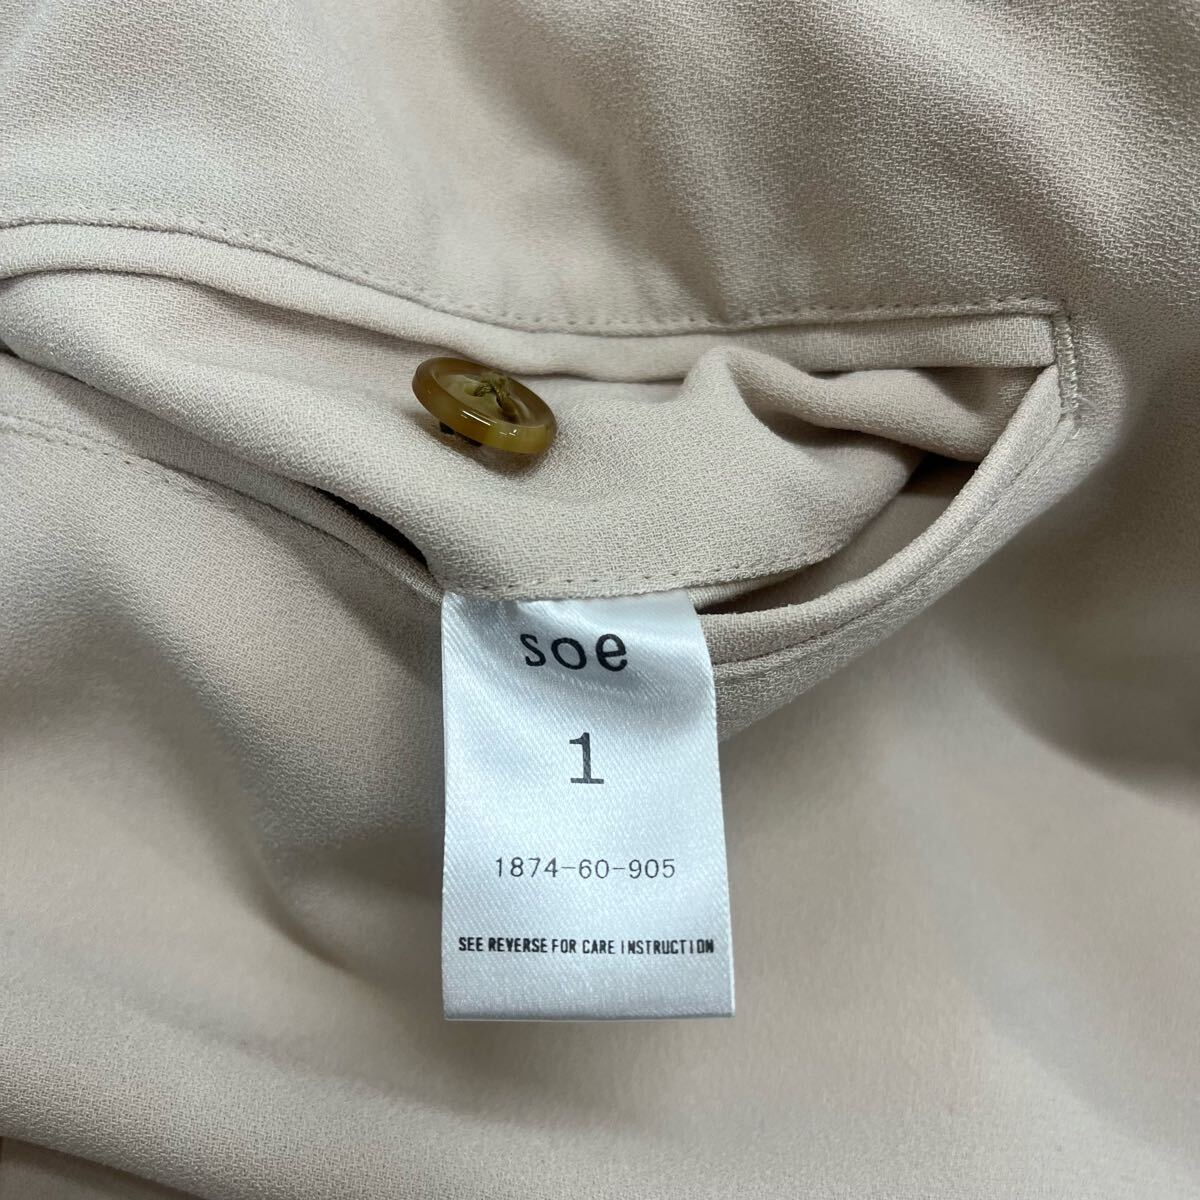 soe
1
1874-60-905
SEE REVERSE FOR CARE INSTRUCTION